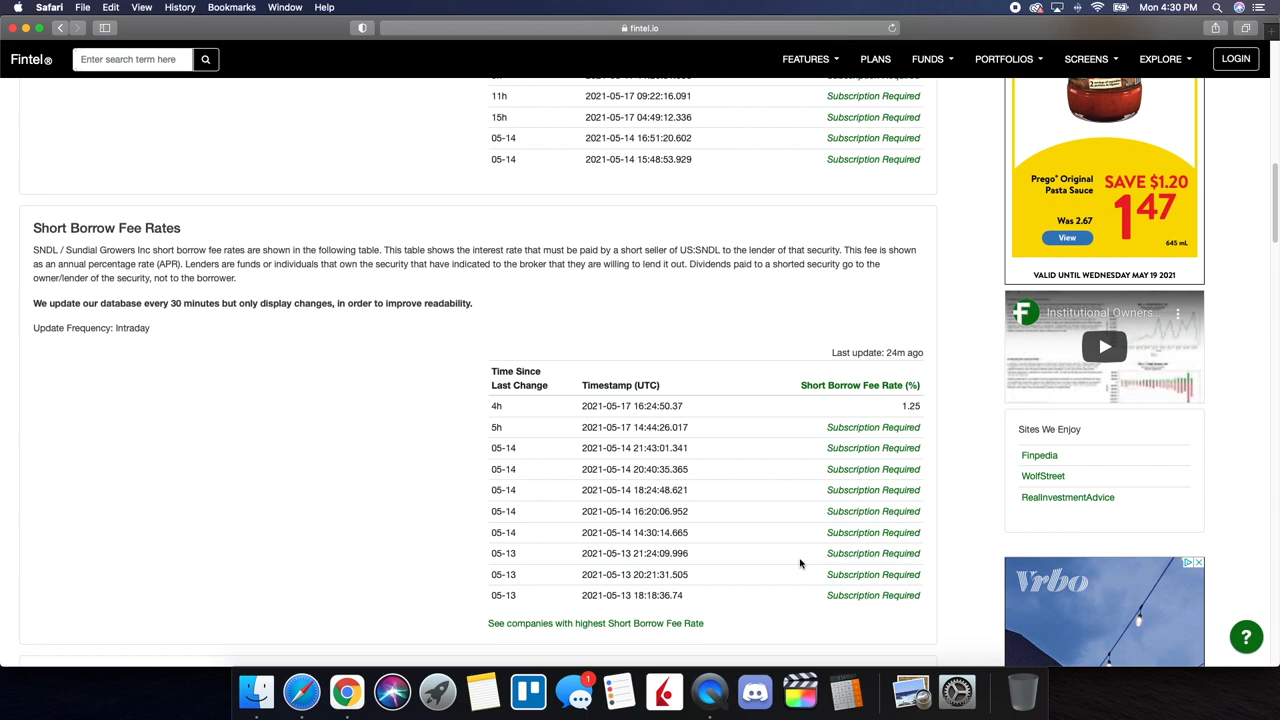 Safari File Edit View History Bookmarks Window Help Mon 4:30 PM
fintel.io
Fintel® Enter search term here FEATURES PLANS FUNDS PORTFOLIOS SCREENS EXPLORE LOGIN
11h 2021-05-17 09:22:16.091 Subscription Required
15h 2021-05-17 04:49:12.336 Subscription Required
05-14 2021-05-14 16:51:20.602 Subscription Required
05-14 2021-05-14 15:48:53.929 Subscription Required
Short Borrow Fee Rates
SNDL / Sundial Growers Inc short borrow fee rates are shown in the following table. This table shows the interest rate that must be paid by a short seller of US:SNDL to the lender of that security. This fee is shown
as an annual percentage rate (APR). Lenders are funds or individuals that own the security that have indicated to the broker that they are willing to lend it out. Dividends paid to a shorted security go to the
owner/lender of the security, not to the borrower.
We update our database every 30 minutes but only display changes, in order to improve readability.
Update Frequency: Intraday
Last update: 24m ago
Time Since
Last Change Timestamp (UTC) Short Borrow Fee Rate (%)
4h 2021-05-17 16:24:50.37 1.25
5h 2021-05-17 14:44:26.017 Subscription Required
05-14 2021-05-14 21:43:01.341 Subscription Required
05-14 2021-05-14 20:40:35.365 Subscription Required
05-14 2021-05-14 18:24:48.621 Subscription Required
05-14 2021-05-14 16:20:06.952 Subscription Required
05-14 2021-05-14 14:30:14.665 Subscription Required
05-13 2021-05-13 21:24:09.996 Subscription Required
05-13 2021-05-13 20:21:31.505 Subscription Required
05-13 2021-05-13 18:18:36.74 Subscription Required
See companies with highest Short Borrow Fee Rate
Prego® Original
Pasta Sauce
SAVE $1.20
Was 2.67
147
View
645 mL
VALID UNTIL WEDNESDAY MAY 19 2021
Institutional Owners...
Sites We Enjoy
Finpedia
WolfStreet
RealInvestmentAdvice
Vrbo
?
1